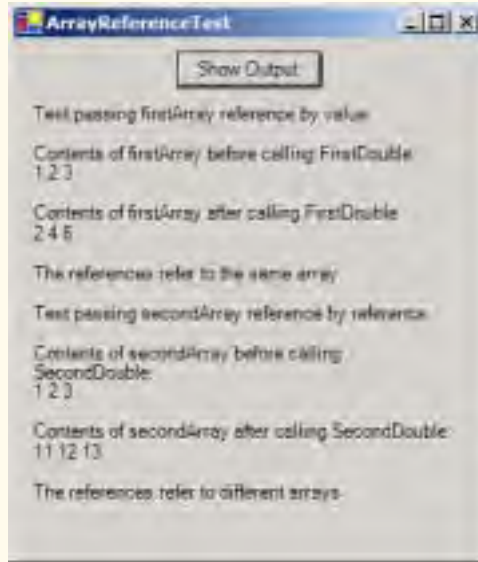 ArrayReferenceTest
Show Output
Test passing firstArray reference by value
Contents of firstArray before calling FirstDouble:
1 2 3
Contents of firstArray after calling FirstDouble
2 4 6
The references refer to the same array
Test passing secondArray reference by reference
Contents of secondArray before calling
SecondDouble:
1 2 3
Contents of secondArray after calling SecondDouble:
11 12 13
The references refer to different arrays